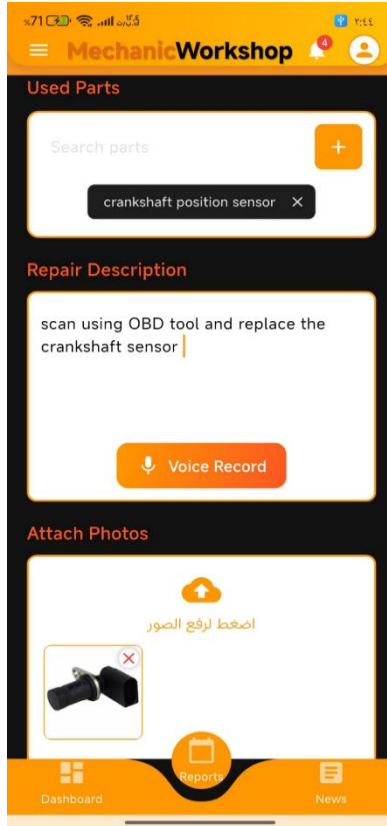 %71 شاقة
٢:٤٤
MechanicWorkshop
4
Used Parts
Search parts
+
crankshaft position sensor ×
Repair Description
scan using OBD tool and replace the
crankshaft sensor
Voice Record
Attach Photos
اضغط لرفع الصور
Dashboard
Reports
News